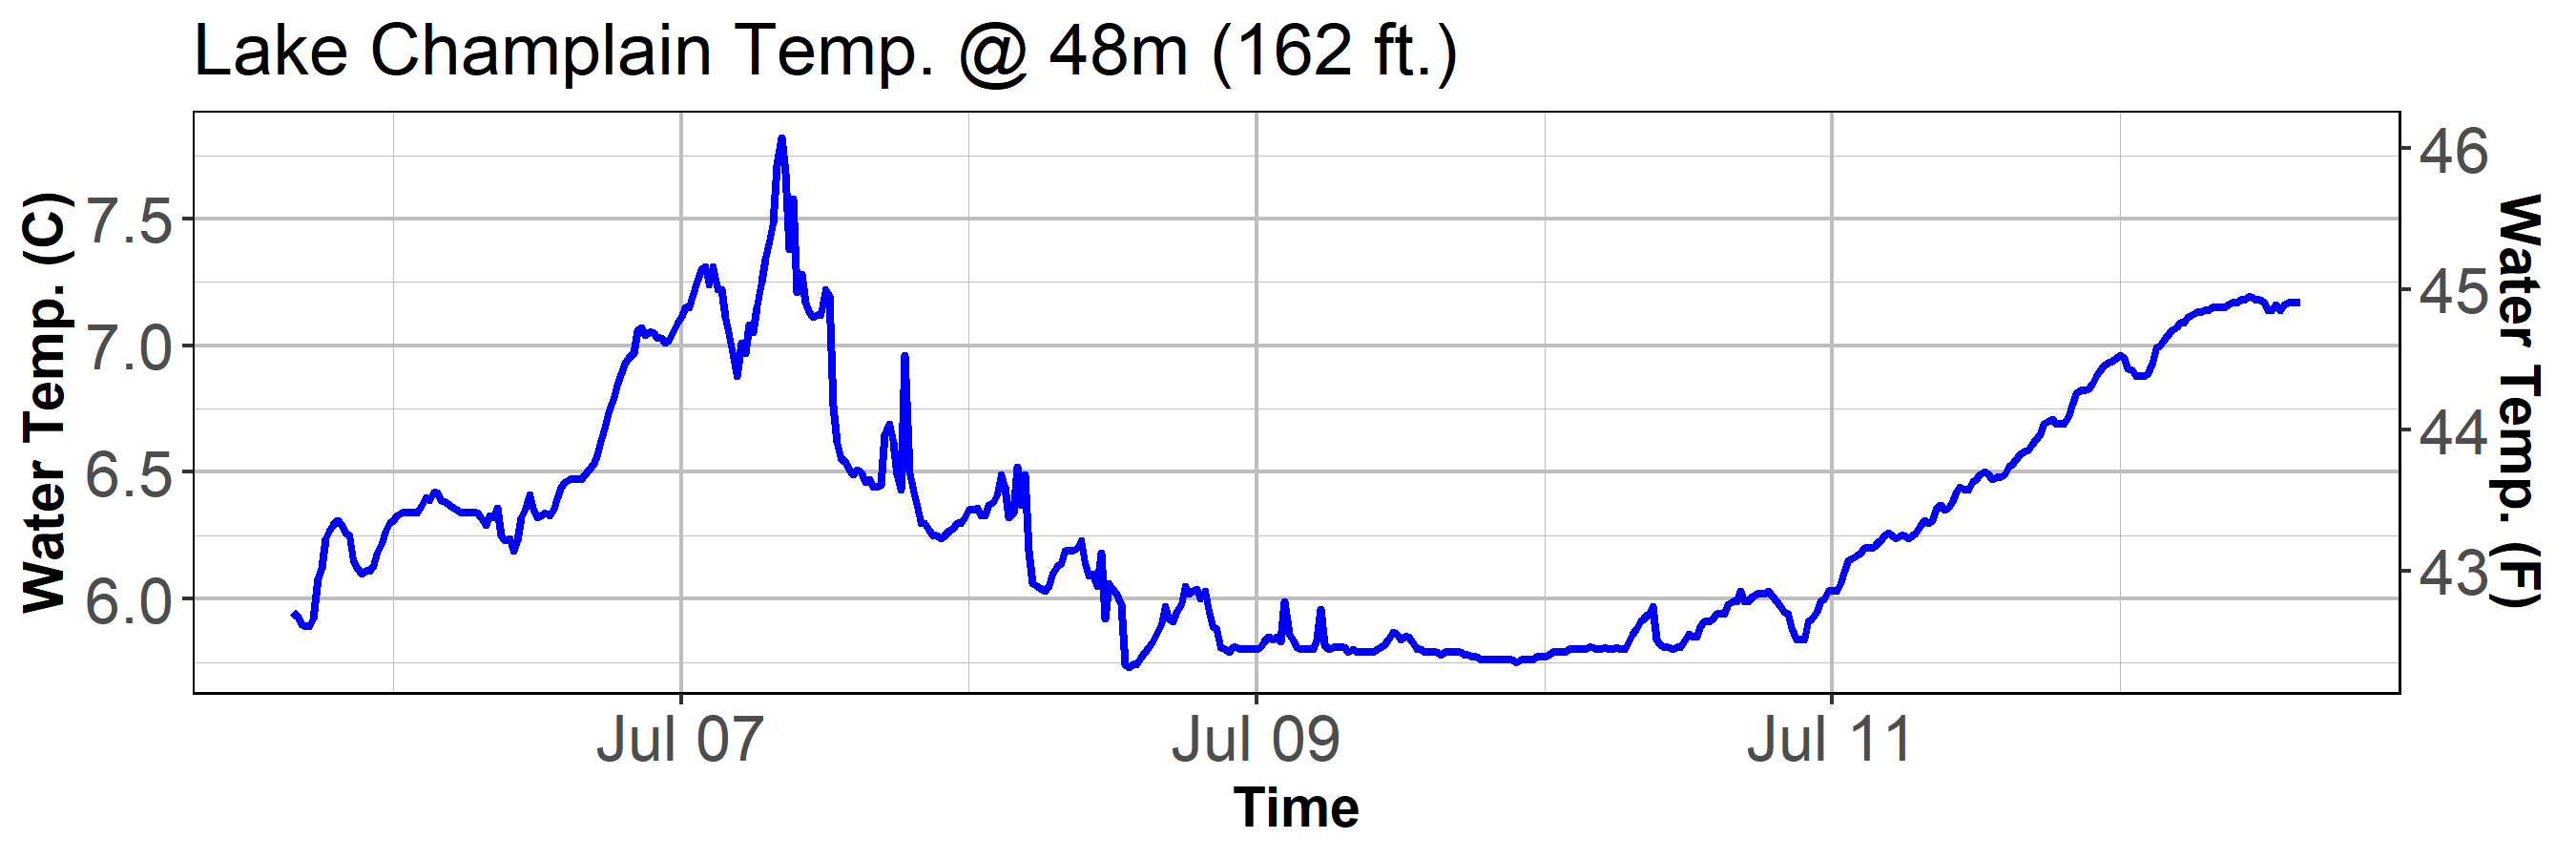 Lake Champlain Temp. @ 48m (162 ft.)
Water Temp. (C)
7.5
7.0
6.5
6.0
46
45
44
43
Water Temp. (F)
Jul 07
Jul 09
Jul 11
Time